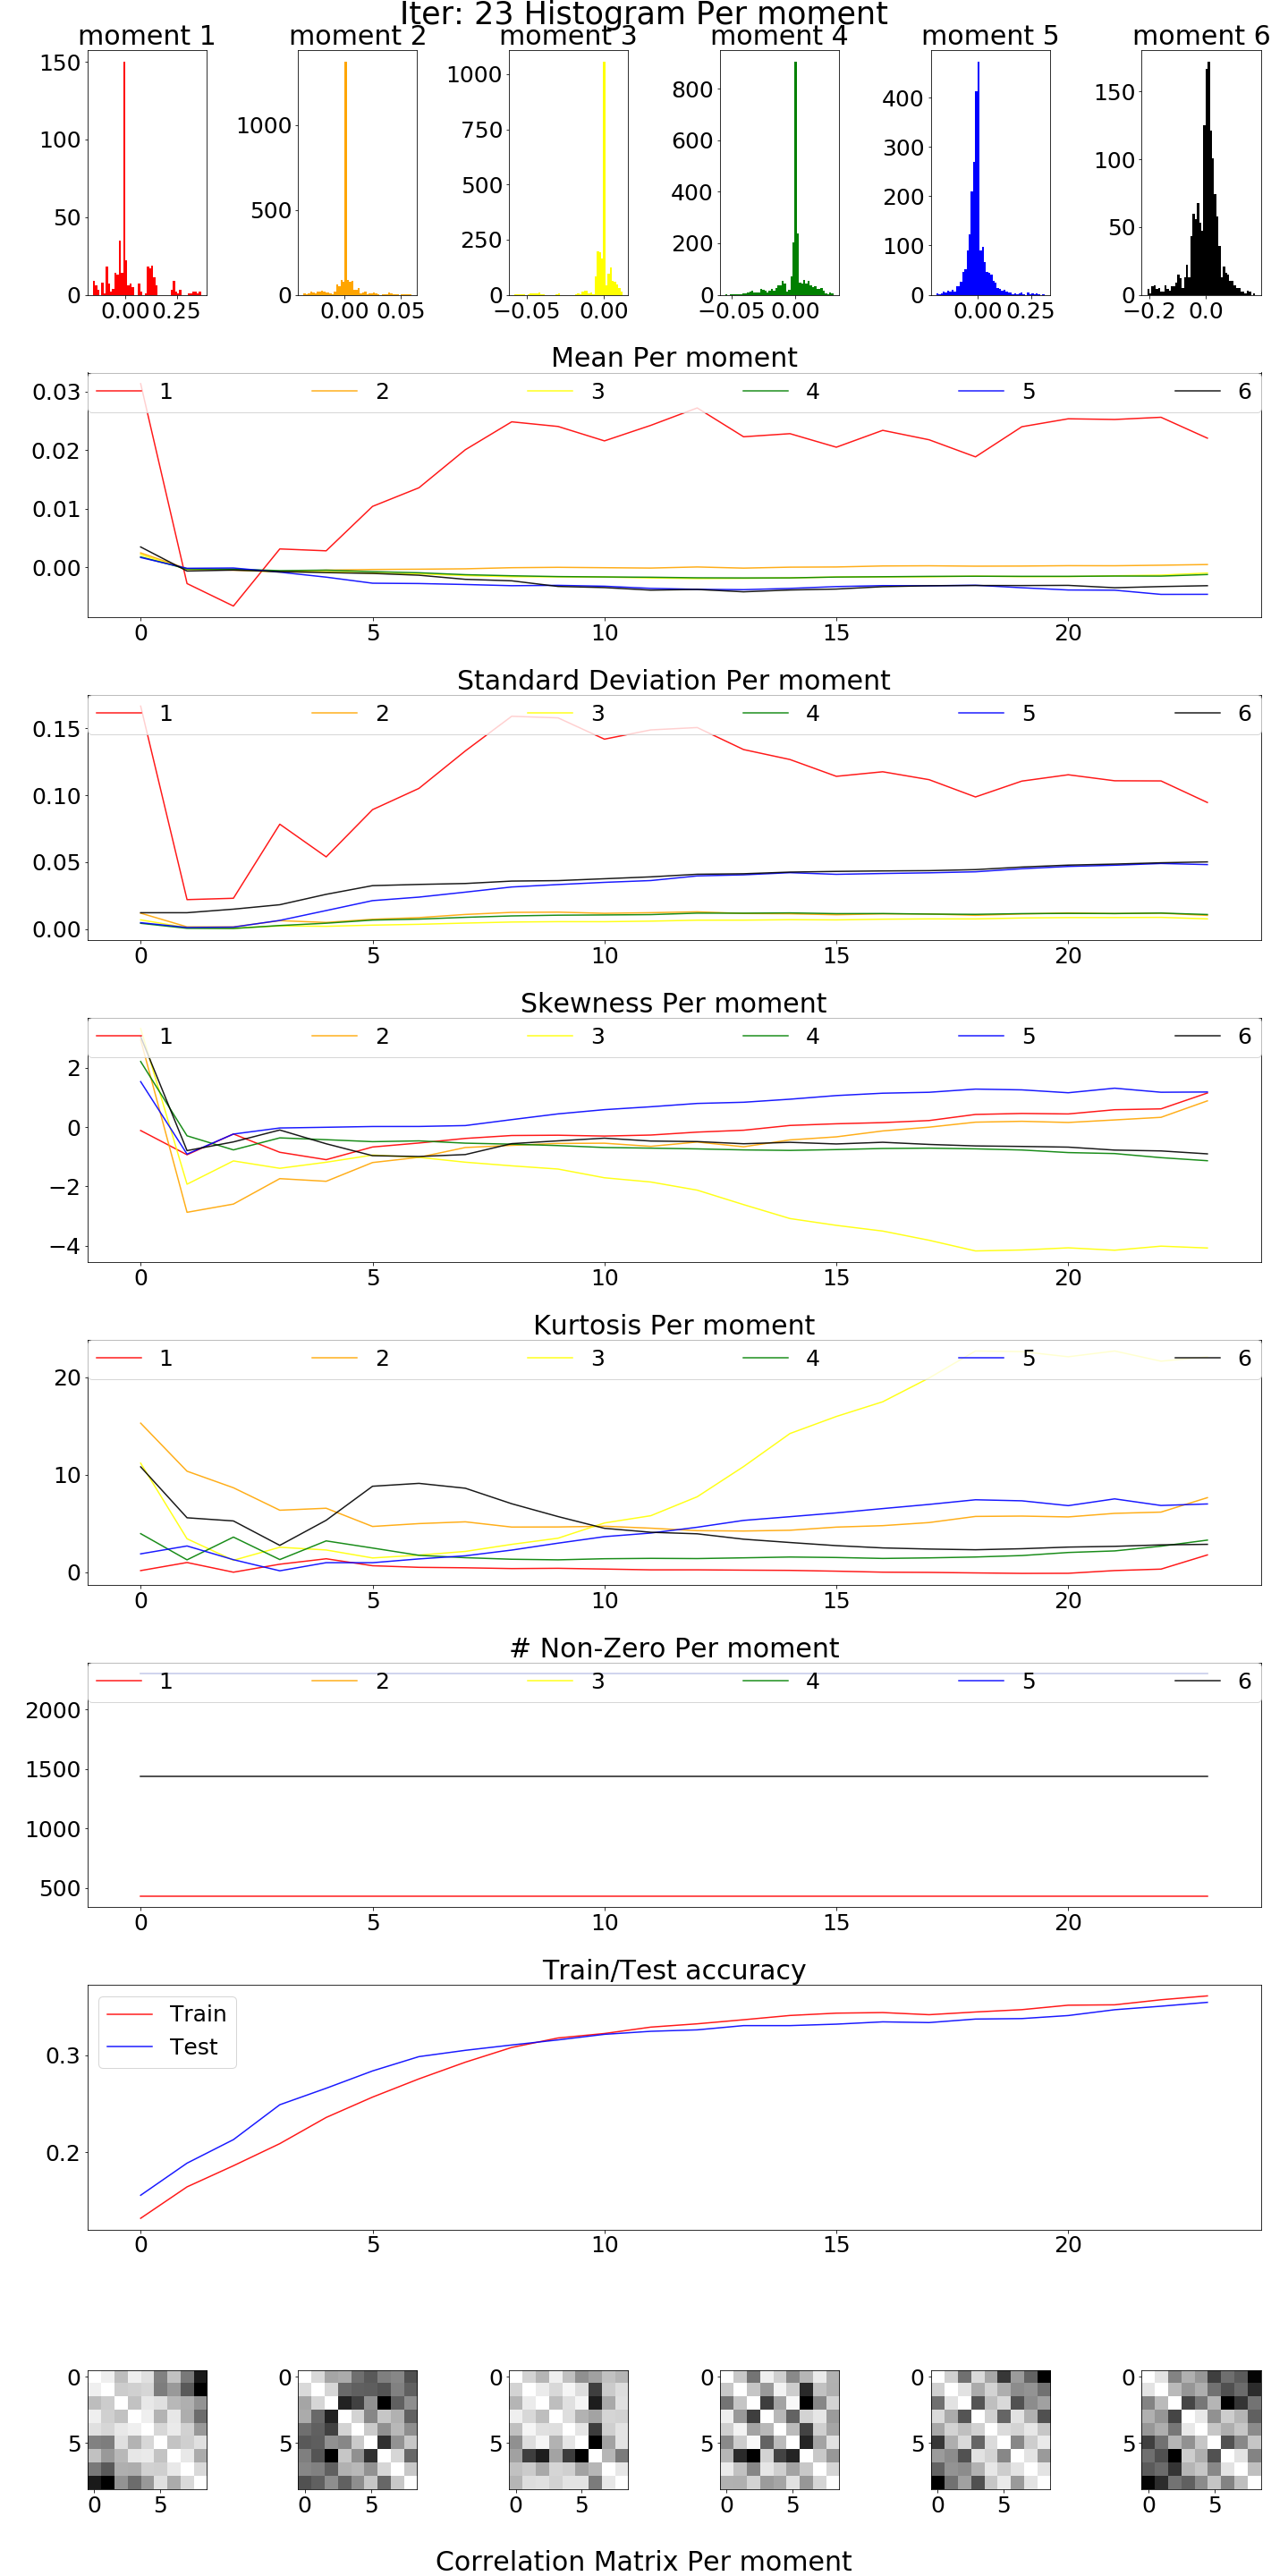 Iter: 23 Histogram Per moment
moment 1 moment 2 moment 3 moment 4 moment 5 moment 6
150 100 50 0 0.00 0.25
1000 500 0 0.00 0.05
1000 750 500 250 0 −0.05 0.00
800 600 400 200 0 −0.05 0.00
400 300 200 100 0 0.00 0.25
150 100 50 0 −0.2 0.0
Mean Per moment
1 2 3 4 5 6
0.03
0.02
0.01
0.00
0 5 10 15 20
Standard Deviation Per moment
1 2 3 4 5 6
0.15
0.10
0.05
0.00
0 5 10 15 20
Skewness Per moment
1 2 3 4 5 6
2
0
−2
−4
0 5 10 15 20
Kurtosis Per moment
1 2 3 4 5 6
20
10
0
0 5 10 15 20
# Non-Zero Per moment
1 2 3 4 5 6
2000
1500
1000
500
0 5 10 15 20
Train/Test accuracy
Train
Test
0.3
0.2
0 5 10 15 20
0 0 0 0 0 0
5 5 5 5 5 5
0 5 0 5 0 5 0 5 0 5 0 5
Correlation Matrix Per moment